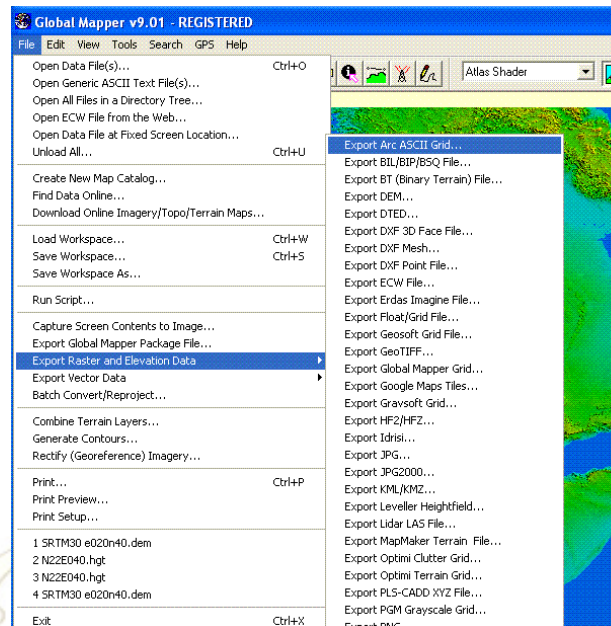 Global Mapper v9.01 - REGISTERED
File Edit View Tools Search GPS Help
Atlas Shader
Open Data File(s)... Ctrl+O
Open Generic ASCII Text File(s)...
Open All Files in a Directory Tree...
Open ECW File from the Web...
Open Data File at Fixed Screen Location...
Unload All... Ctrl+U
Create New Map Catalog...
Find Data Online...
Download Online Imagery/Topo/Terrain Maps...
Load Workspace... Ctrl+W
Save Workspace... Ctrl+S
Save Workspace As...
Run Script...
Capture Screen Contents to Image...
Export Global Mapper Package File...
Export Raster and Elevation Data
Export Vector Data
Batch Convert/Reproject...
Combine Terrain Layers...
Generate Contours...
Rectify (Georeference) Imagery...
Print... Ctrl+P
Print Preview...
Print Setup...
1 SRTM30 e020n40.dem
2 N22E040.hgt
3 N22E040.hgt
4 SRTM30 e020n40.dem
Exit Ctrl+X
Export Arc ASCII Grid...
Export BIL/BIP/BSQ File...
Export BT (Binary Terrain) File...
Export DEM...
Export DTED...
Export DXF 3D Face File...
Export DXF Mesh...
Export DXF Point File...
Export ECW File...
Export Erdas Imagine File...
Export Float/Grid File...
Export Geosoft Grid File...
Export GeoTIFF...
Export Global Mapper Grid...
Export Google Maps Tiles...
Export Gravsoft Grid...
Export HF2/HFZ...
Export Idrisi...
Export JPG...
Export JPG2000...
Export KML/KMZ...
Export Leveller Heightfield...
Export Lidar LAS File...
Export MapMaker Terrain File...
Export Optimi Clutter Grid...
Export Optimi Terrain Grid...
Export PLS-CADD XYZ File...
Export PGM Grayscale Grid...
Export PNG